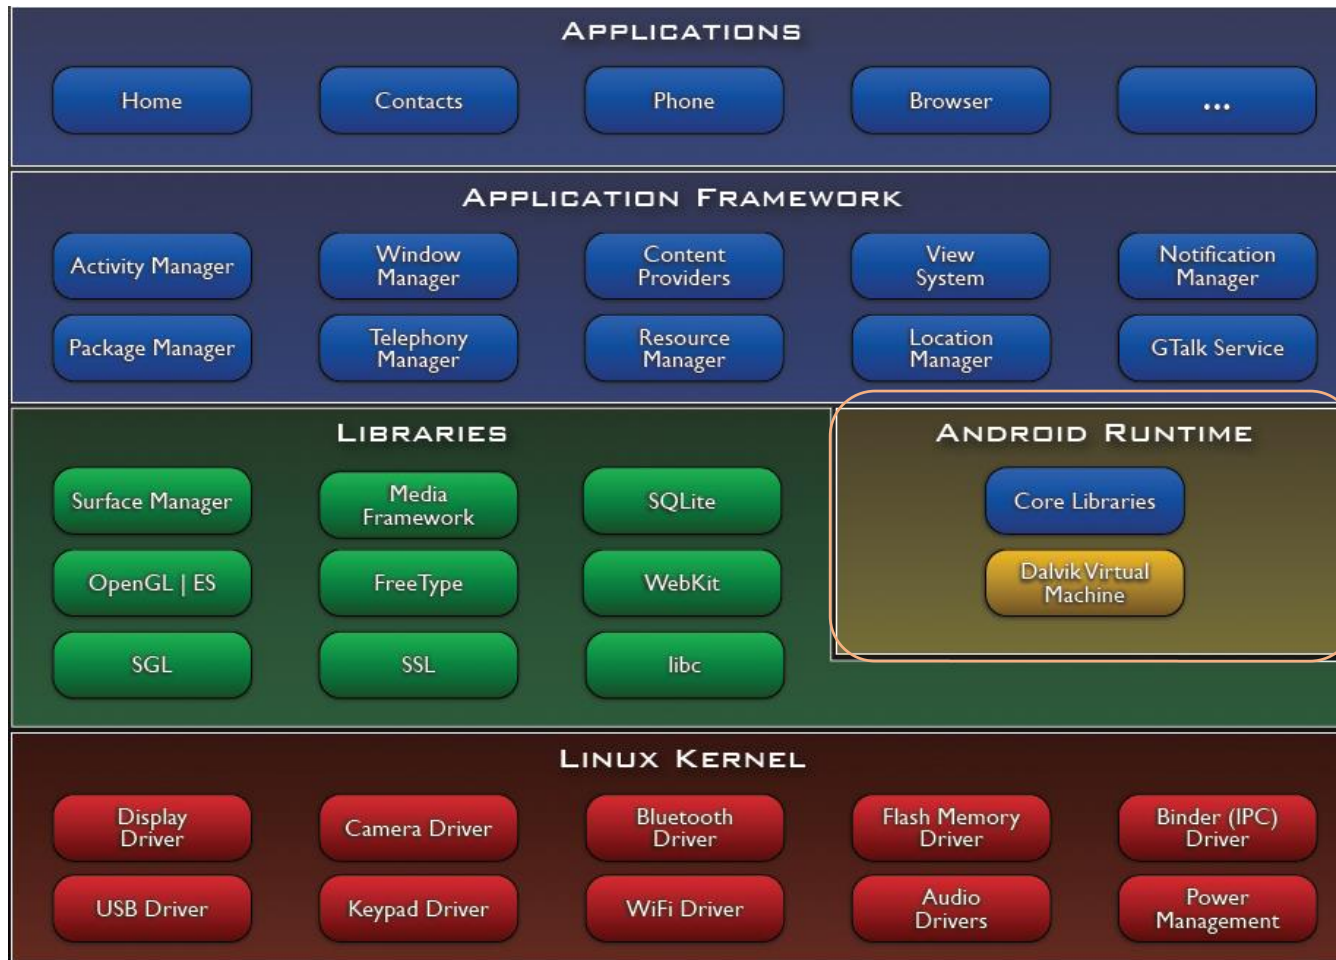 APPLICATIONS
Home
Contacts
Phone
Browser
...
APPLICATION FRAMEWORK
Activity Manager
Window
Manager
Content
Providers
View
System
Notification
Manager
Package Manager
Telephony
Manager
Resource
Manager
Location
Manager
GTalk Service
LIBRARIES
Surface Manager
Media
Framework
SQLite
OpenGL | ES
FreeType
WebKit
SGL
SSL
libc
ANDROID RUNTIME
Core Libraries
Dalvik Virtual
Machine
LINUX KERNEL
Display
Driver
Camera Driver
Bluetooth
Driver
Flash Memory
Driver
Binder (IPC)
Driver
USB Driver
Keypad Driver
WiFi Driver
Audio
Drivers
Power
Management